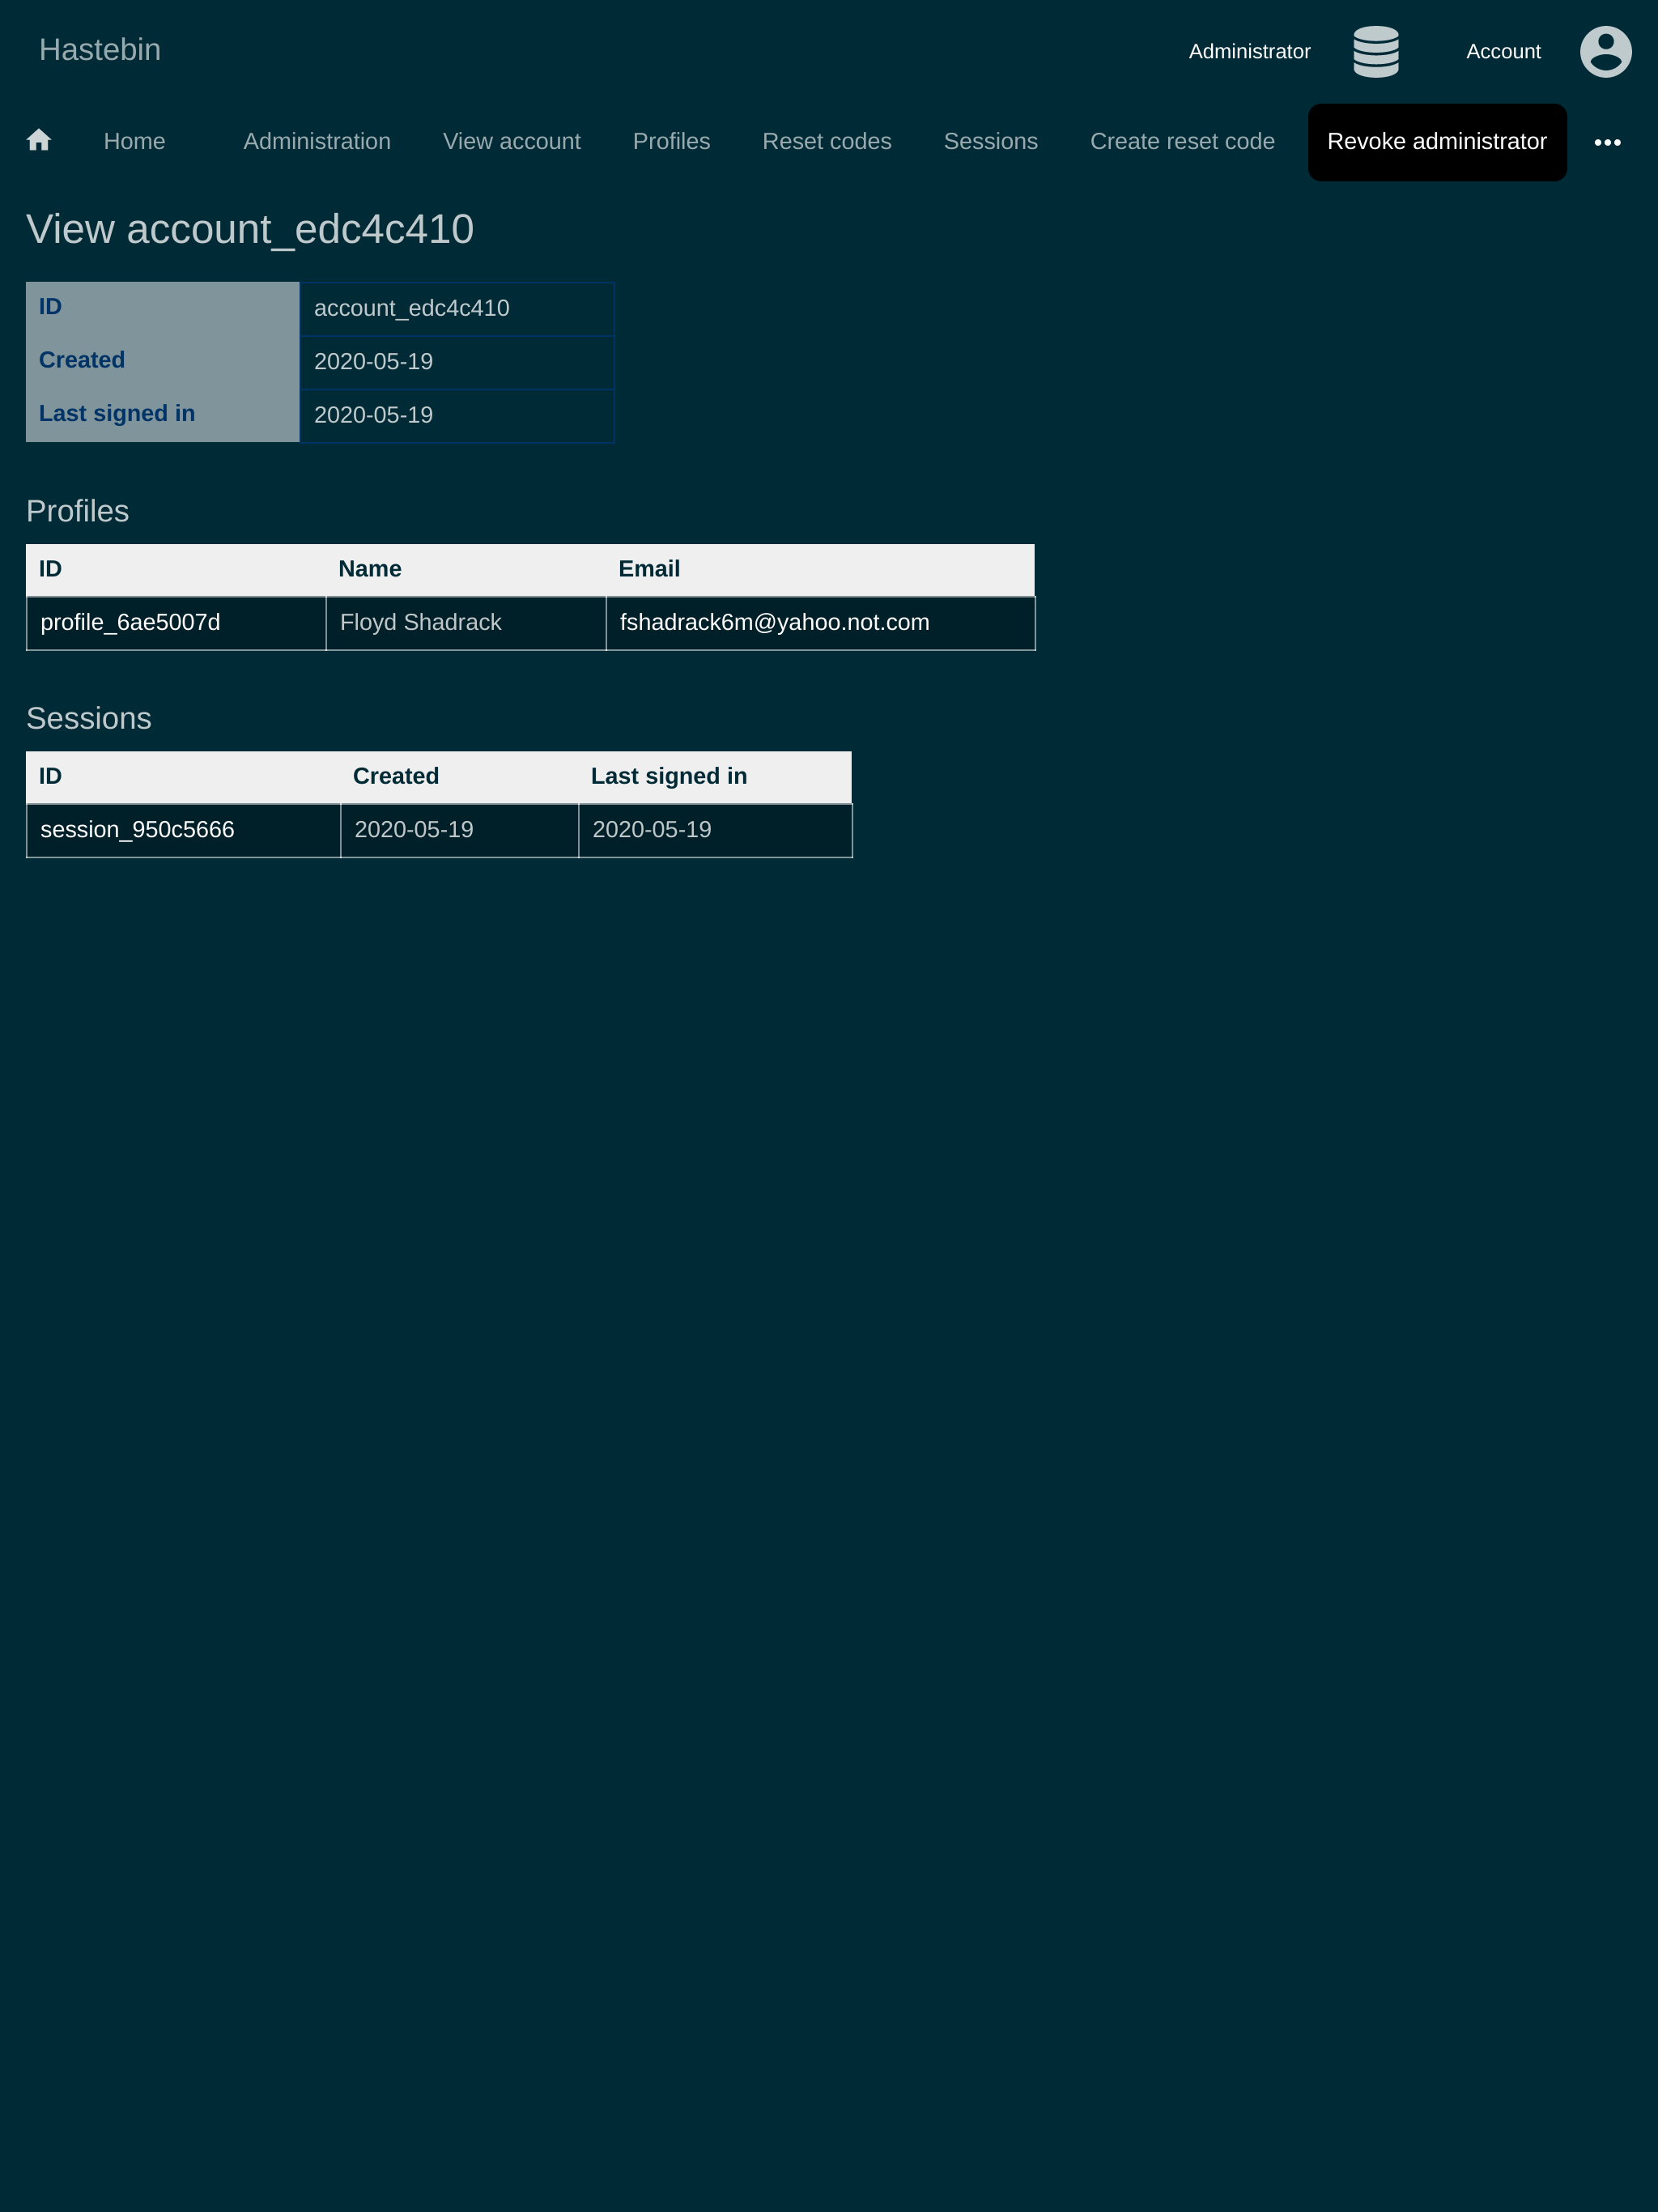 Hastebin
Administrator Account
Home Administration View account Profiles Reset codes Sessions Create reset code Revoke administrator •••
View account_edc4c410
ID account_edc4c410
Created 2020-05-19
Last signed in 2020-05-19
Profiles
ID Name Email
profile_6ae5007d Floyd Shadrack fshadrack6m@yahoo.not.com
Sessions
ID Created Last signed in
session_950c5666 2020-05-19 2020-05-19